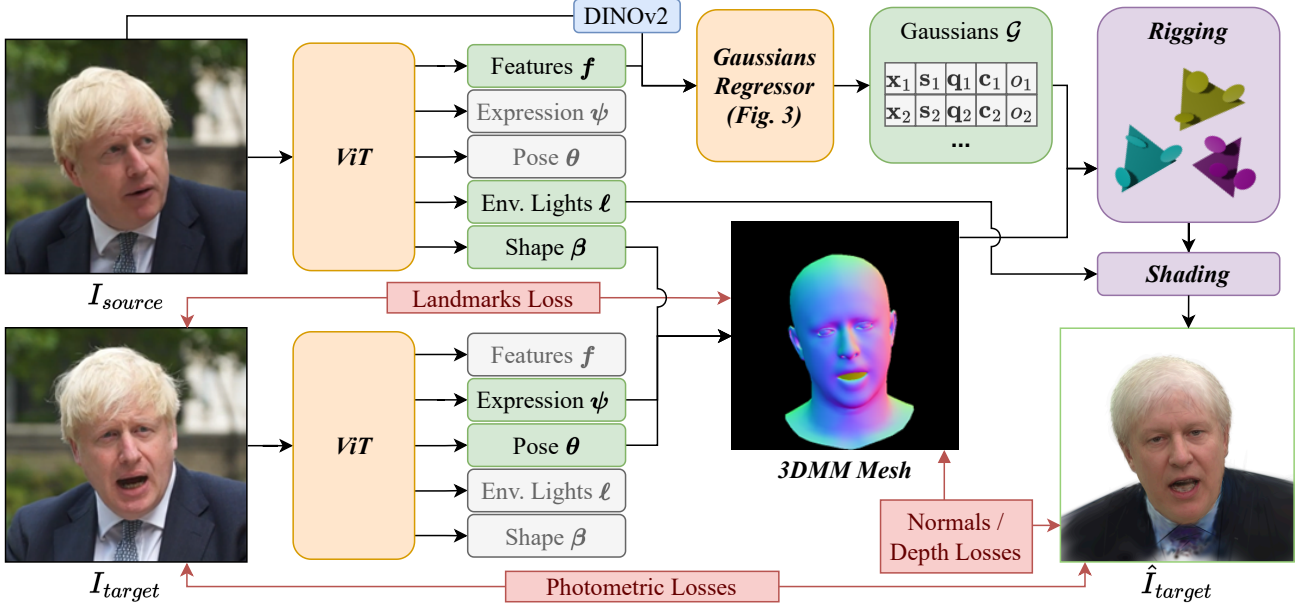 DINOv2
ViT
Features f
Expression ψ
Pose θ
Env. Lights ℓ
Shape β
Gaussians
Regressor
(Fig. 3)
Gaussians 𝒢
x₁ s₁ q₁ c₁ o₁
x₂ s₂ q₂ c₂ o₂
...
Rigging
Shading
I_source
Landmarks Loss
ViT
Features f
Expression ψ
Pose θ
Env. Lights ℓ
Shape β
3DMM Mesh
Normals /
Depth Losses
I_target
Photometric Losses
Î_target